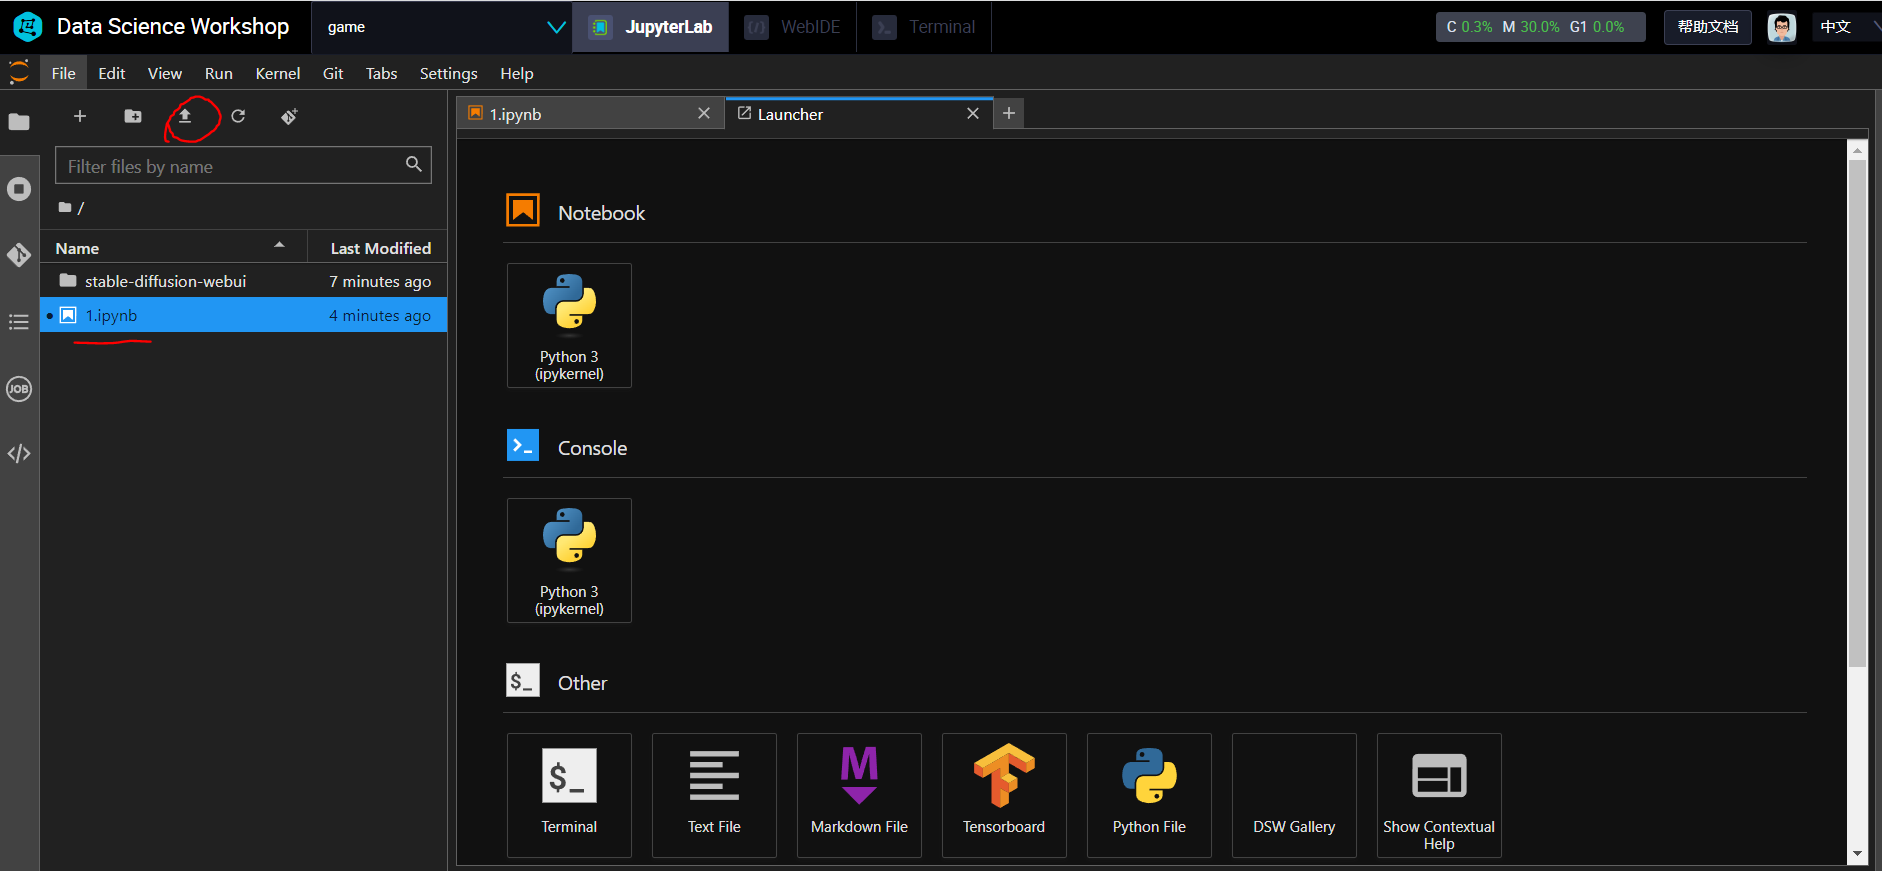 Data Science Workshop game JupyterLab WebIDE Terminal C 0.3% M 30.0% G1 0.0% 帮助文档 中文
File Edit View Run Kernel Git Tabs Settings Help
1.ipynb Launcher
Filter files by name
/
Name Last Modified
stable-diffusion-webui 7 minutes ago
1.ipynb 4 minutes ago
JOB
Notebook
Python 3
(ipykernel)
Console
Python 3
(ipykernel)
$_ Other
$_
Terminal
Text File
M
Markdown File
Tensorboard
Python File
DSW Gallery
Show Contextual
Help